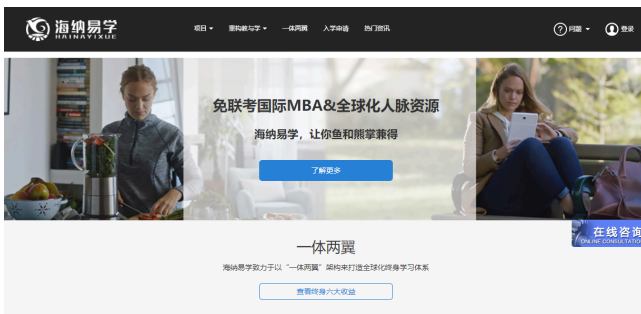 海纳易学
HAINAYIXUE
项目
重构教与学
一体两翼
入学申请
热门资讯
问题
登录
免联考国际MBA&全球化人脉资源
海纳易学，让你鱼和熊掌兼得
了解更多
在线咨询
ONLINE CONSULTATIO
一体两翼
海纳易学致力于以“一体两翼”架构来打造全球化终身学习体系
查看终身六大收益